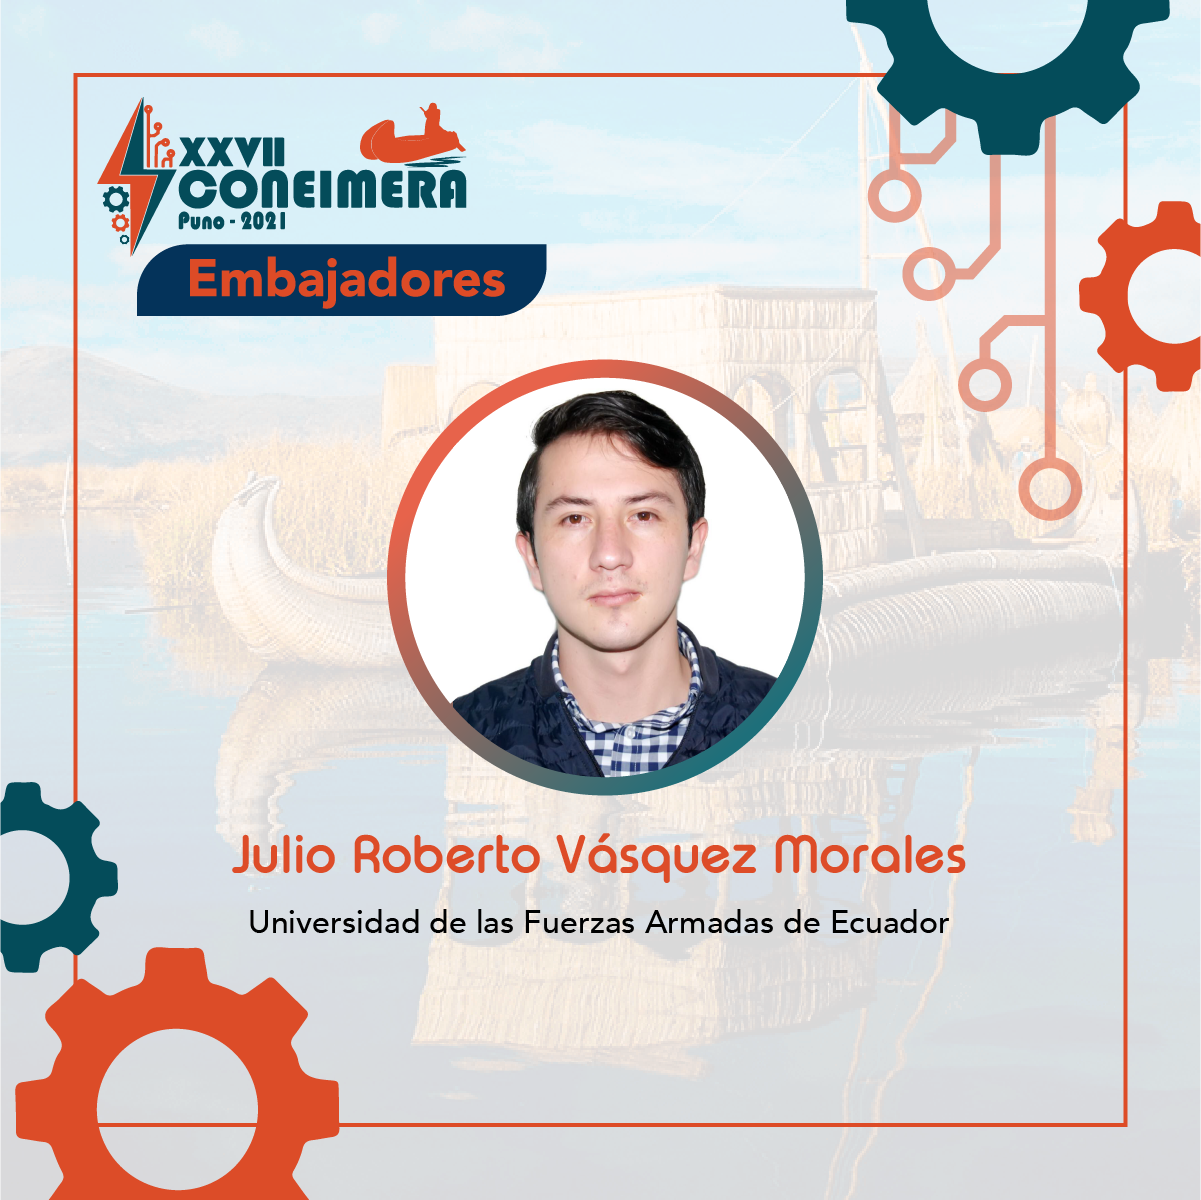 XXVII
CONEIMERA
Puno - 2021
Embajadores
Julio Roberto Vásquez Morales
Universidad de las Fuerzas Armadas de Ecuador